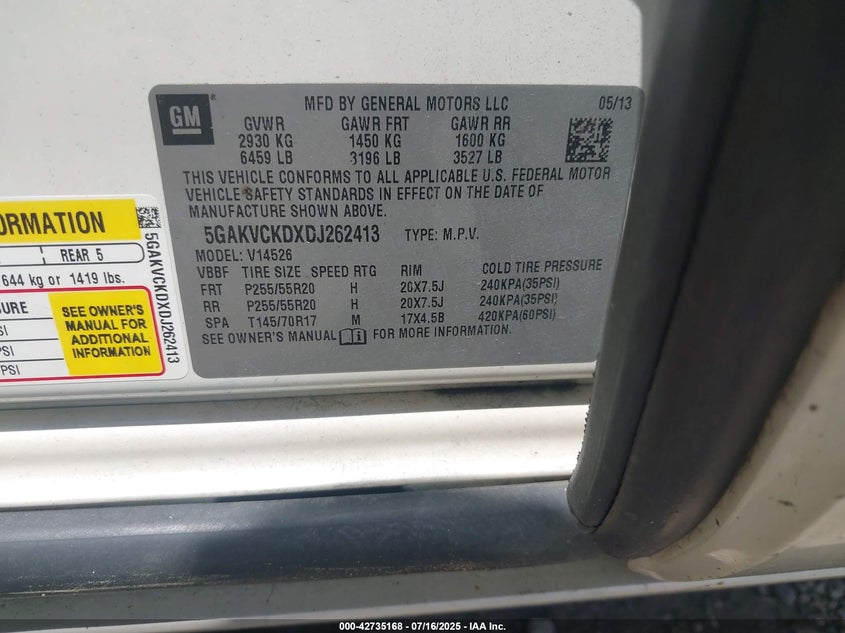 GM
MFD BY GENERAL MOTORS LLC 05/13
GVWR GAWR FRT GAWR RR
2930 KG 1450 KG 1600 KG
6459 LB 3196 LB 3527 LB
THIS VEHICLE CONFORMS TO ALL APPLICABLE U.S. FEDERAL MOTOR
VEHICLE SAFETY STANDARDS IN EFFECT ON THE DATE OF
MANUFACTURE SHOWN ABOVE.
5GAKVCKDXDJ262413 TYPE: M.P.V.
MODEL: V14526
VBBF TIRE SIZE SPEED RTG RIM COLD TIRE PRESSURE
FRT P255/55R20 H 20X7.5J 240KPA(35PSI)
RR P255/55R20 H 20X7.5J 240KPA(35PSI)
SPA T145/70R17 M 17X4.5B 420KPA(60PSI)
SEE OWNER'S MANUAL FOR MORE INFORMATION.
ORMATION
REAR 5
644 kg or 1419 lbs.
SURE
SI
PSI
PSI
SEE OWNER'S
MANUAL FOR
ADDITIONAL
INFORMATION
5GAKVCKDXDJ262413
000-42735168 - 07/16/2025 - IAA Inc.